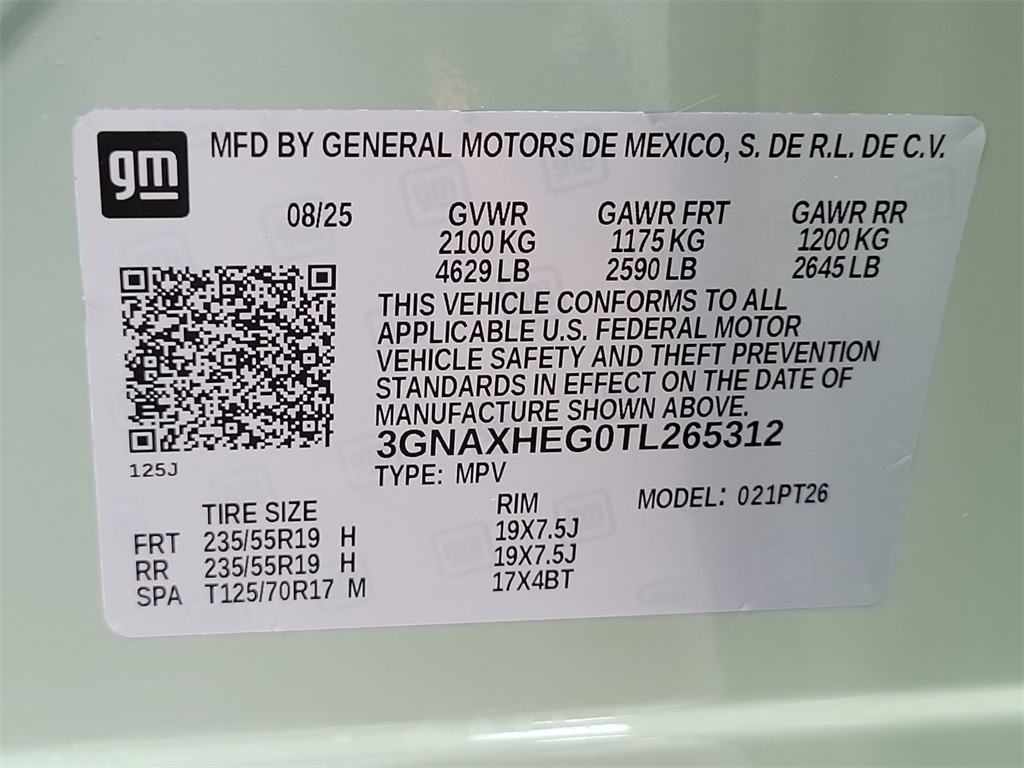 gm
MFD BY GENERAL MOTORS DE MEXICO, S. DE R.L. DE C.V.
08/25 GVWR GAWR FRT GAWR RR
2100 KG 1175 KG 1200 KG
4629 LB 2590 LB 2645 LB
THIS VEHICLE CONFORMS TO ALL
APPLICABLE U.S. FEDERAL MOTOR
VEHICLE SAFETY AND THEFT PREVENTION
STANDARDS IN EFFECT ON THE DATE OF
MANUFACTURE SHOWN ABOVE.
3GNAXHEG0TL265312
125J
TYPE: MPV
TIRE SIZE RIM MODEL: 021PT26
FRT 235/55R19 H 19X7.5J
RR 235/55R19 H 19X7.5J
SPA T125/70R17 M 17X4BT